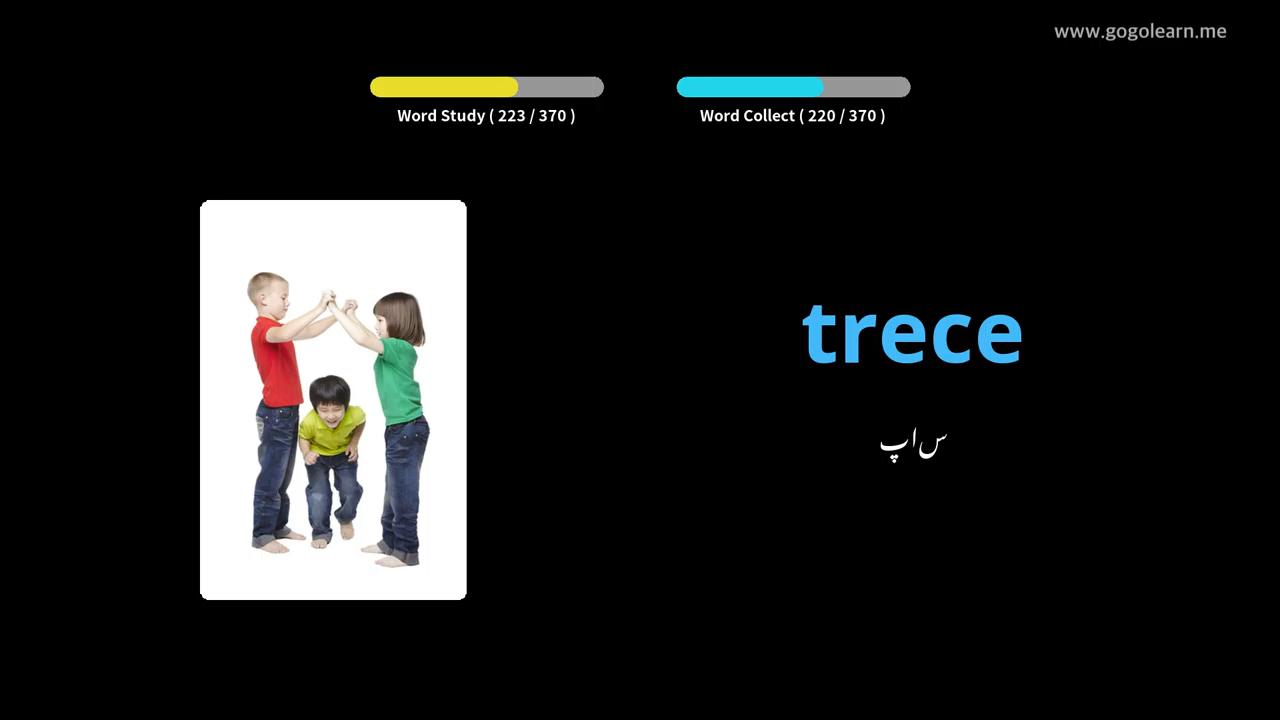 www.gogolearn.me
Word Study ( 223 / 370 )
Word Collect ( 220 / 370 )
trece
س اپ